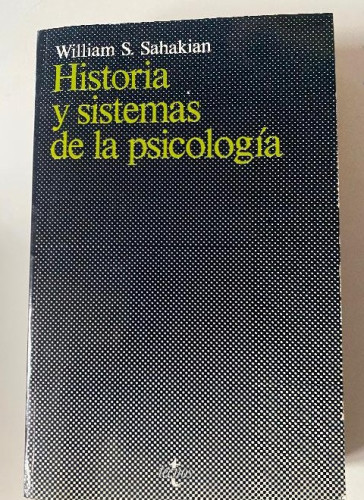 William S. Sahakian
Historia
y sistemas
de la psicología